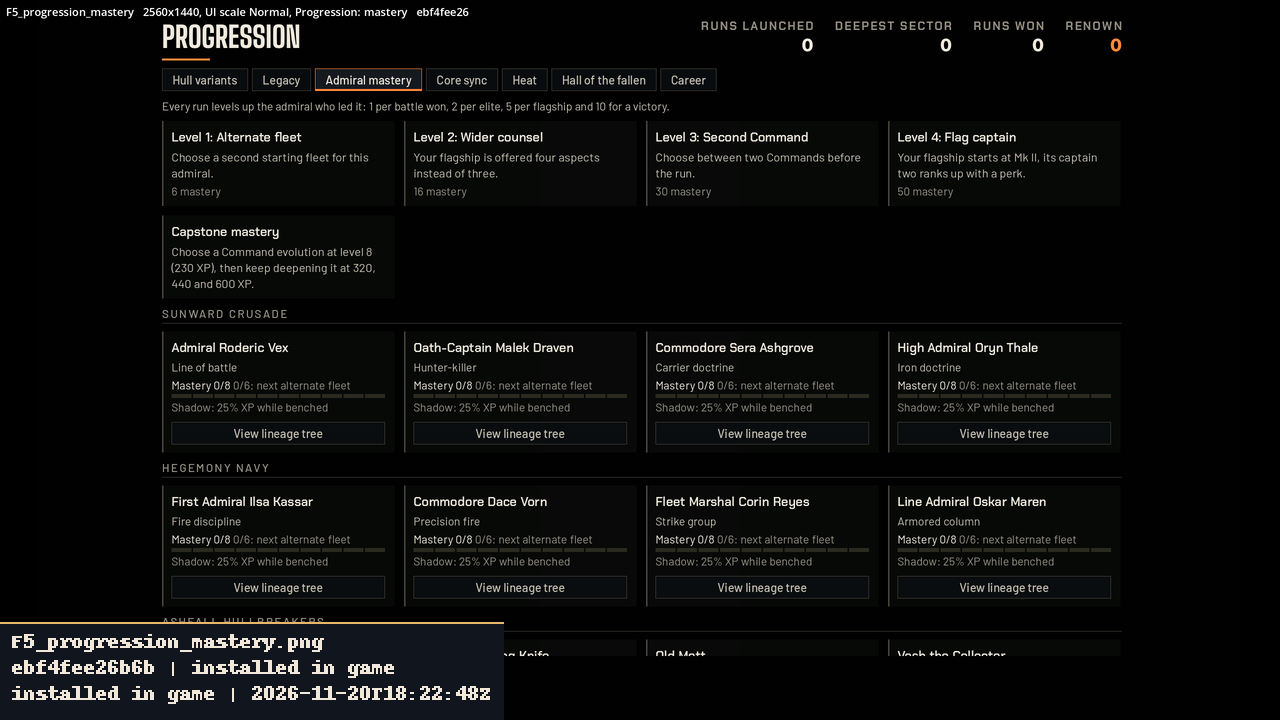 F5_progression_mastery 2560x1440, UI scale Normal, Progression: mastery ebf4fee26
PROGRESSION
RUNS LAUNCHED DEEPEST SECTOR RUNS WON RENOWN
0 0 0 0
Hull variants Legacy Admiral mastery Core sync Heat Hall of the fallen Career
Every run levels up the admiral who led it: 1 per battle won, 2 per elite, 5 per flagship and 10 for a victory.
Level 1: Alternate fleet
Choose a second starting fleet for this
admiral.
6 mastery
Level 2: Wider counsel
Your flagship is offered four aspects
instead of three.
16 mastery
Level 3: Second Command
Choose between two Commands before
the run.
30 mastery
Level 4: Flag captain
Your flagship starts at Mk II, its captain
two ranks up with a perk.
50 mastery
Capstone mastery
Choose a Command evolution at level 8
(230 XP), then keep deepening it at 320,
440 and 600 XP.
SUNWARD CRUSADE
Admiral Roderic Vex
Line of battle
Mastery 0/8 0/6: next alternate fleet
Shadow: 25% XP while benched
View lineage tree
Oath-Captain Malek Draven
Hunter-killer
Mastery 0/8 0/6: next alternate fleet
Shadow: 25% XP while benched
View lineage tree
Commodore Sera Ashgrove
Carrier doctrine
Mastery 0/8 0/6: next alternate fleet
Shadow: 25% XP while benched
View lineage tree
High Admiral Oryn Thale
Iron doctrine
Mastery 0/8 0/6: next alternate fleet
Shadow: 25% XP while benched
View lineage tree
HEGEMONY NAVY
First Admiral Ilsa Kassar
Fire discipline
Mastery 0/8 0/6: next alternate fleet
Shadow: 25% XP while benched
View lineage tree
Commodore Dace Vorn
Precision fire
Mastery 0/8 0/6: next alternate fleet
Shadow: 25% XP while benched
View lineage tree
Fleet Marshal Corin Reyes
Strike group
Mastery 0/8 0/6: next alternate fleet
Shadow: 25% XP while benched
View lineage tree
Line Admiral Oskar Maren
Armored column
Mastery 0/8 0/6: next alternate fleet
Shadow: 25% XP while benched
View lineage tree
Knife
Old Mott
Vesh the Collector
F5_progression_mastery.png
ebf4fee26b6b | installed in game
installed in game | 2026-11-20T18:22:48Z